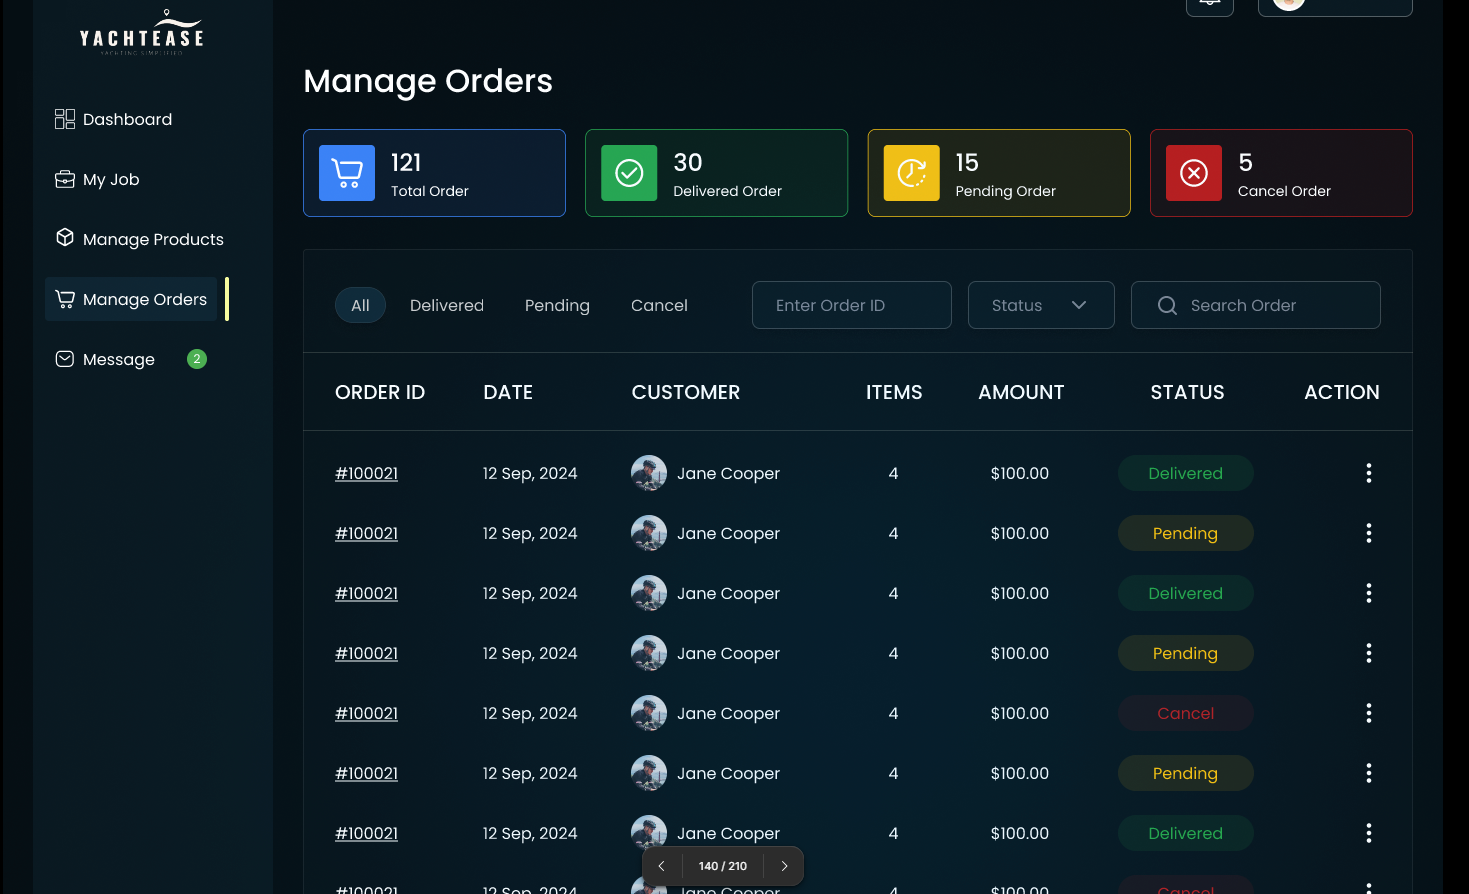 YACHTEASE
YACHTING SIMPLIFIED
Manage Orders
Dashboard
My Job
Manage Products
Manage Orders
Message 2
121
Total Order
30
Delivered Order
15
Pending Order
5
Cancel Order
All Delivered Pending Cancel Enter Order ID Status Search Order
ORDER ID DATE CUSTOMER ITEMS AMOUNT STATUS ACTION
#100021 12 Sep, 2024 Jane Cooper 4 $100.00 Delivered
#100021 12 Sep, 2024 Jane Cooper 4 $100.00 Pending
#100021 12 Sep, 2024 Jane Cooper 4 $100.00 Delivered
#100021 12 Sep, 2024 Jane Cooper 4 $100.00 Pending
#100021 12 Sep, 2024 Jane Cooper 4 $100.00 Cancel
#100021 12 Sep, 2024 Jane Cooper 4 $100.00 Pending
#100021 12 Sep, 2024 Jane Cooper 4 $100.00 Delivered
140 / 210
#100021 12 Sep, 2024 Jane Cooper 4 $100.00 Cancel